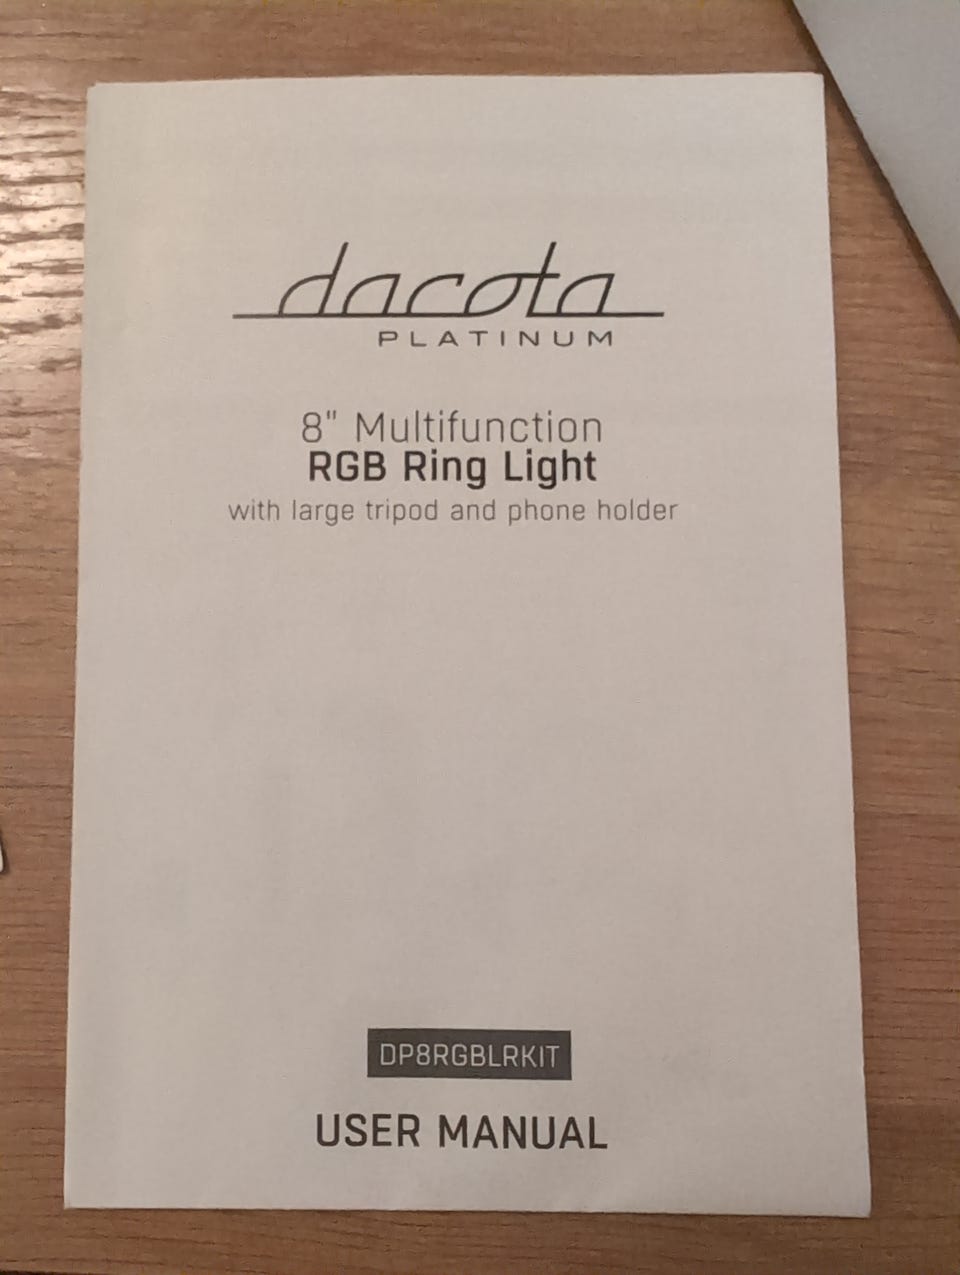 dacota
PLATINUM
8" Multifunction
RGB Ring Light
with large tripod and phone holder
DP8RGBLRKIT
USER MANUAL